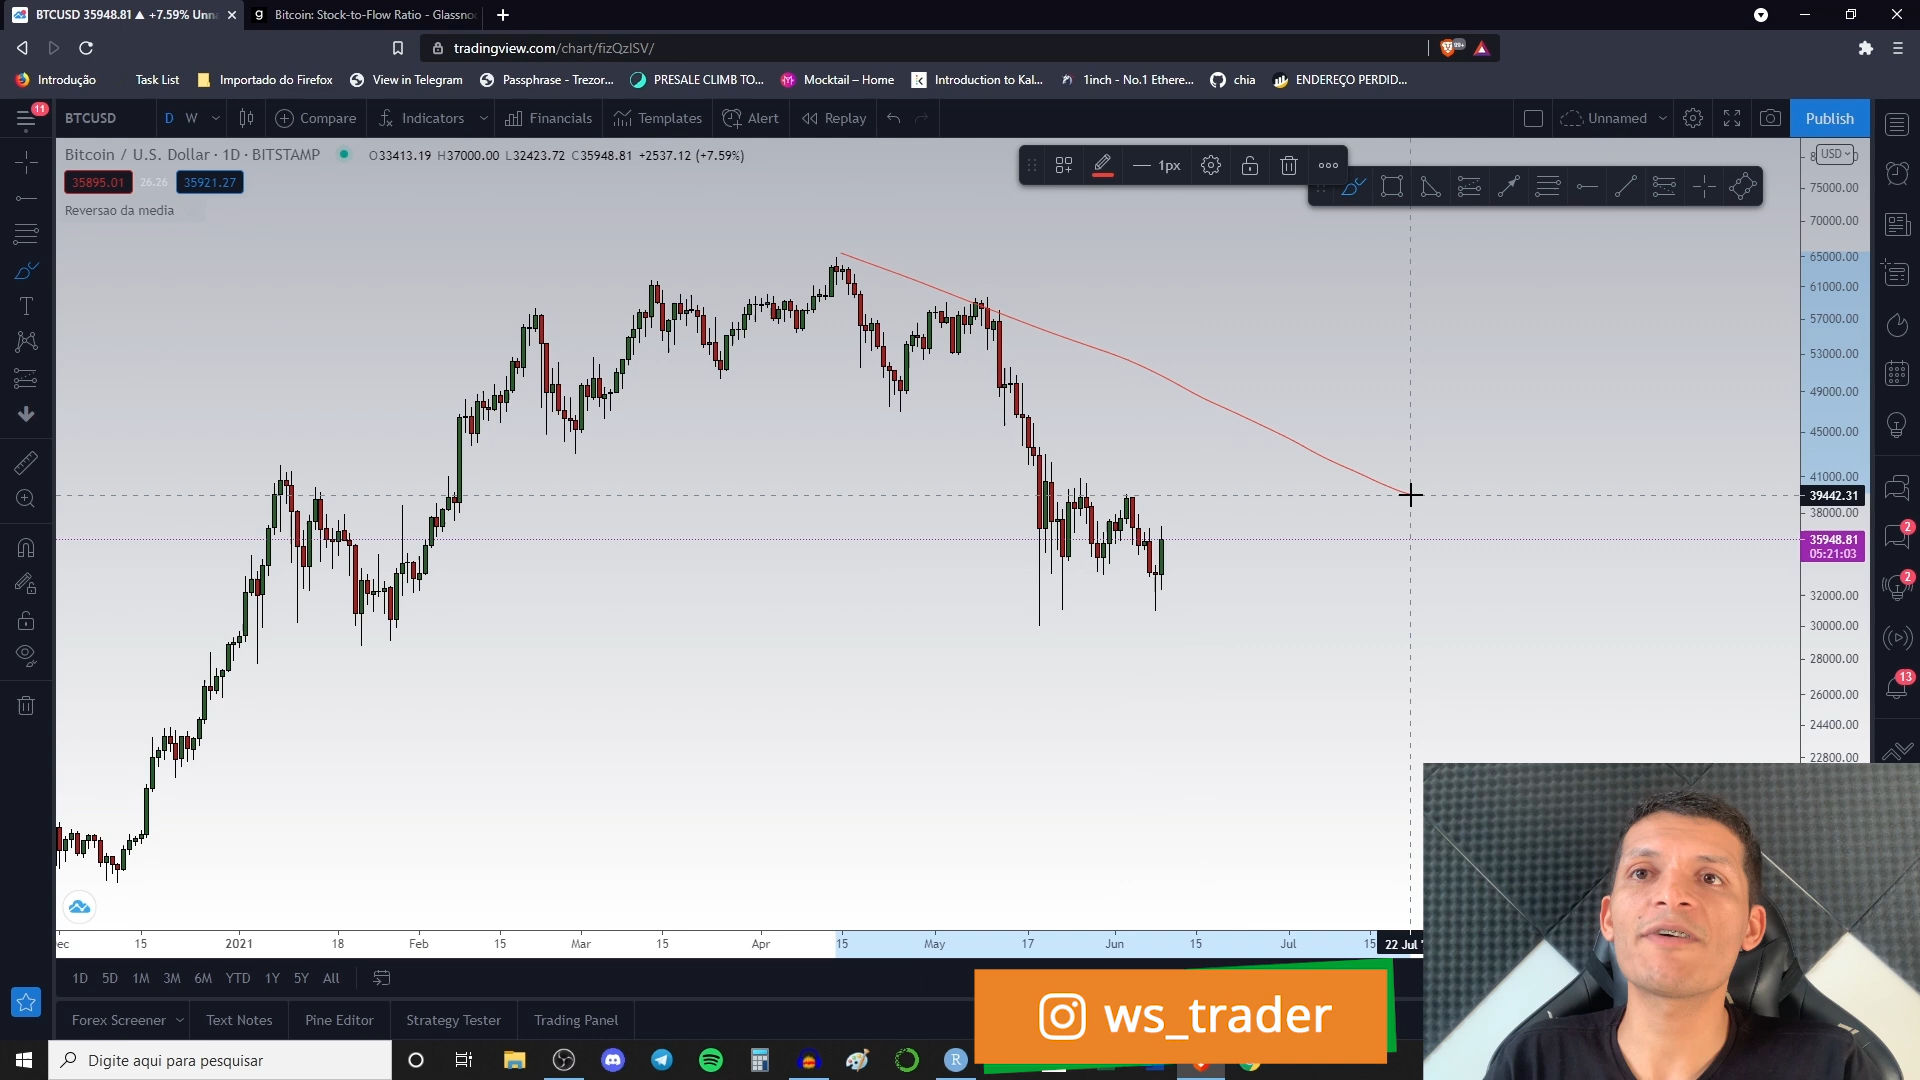 BTCUSD 35948.81 ▲ +7.59% Unna
Bitcoin: Stock-to-Flow Ratio - Glassno
tradingview.com/chart/fizQzISV/
99+
Introdução
Task List
Importado do Firefox
View in Telegram
Passphrase - Trezor...
PRESALE CLIMB TO...
Mocktail – Home
Introduction to Kal...
1inch - No.1 Ethere...
chia
ENDEREÇO PERDID...
11
BTCUSD
D
W
Compare
Indicators
Financials
Templates
Alert
Replay
Unnamed
Publish
Bitcoin / U.S. Dollar · 1D · BITSTAMP
O33413.19 H37000.00 L32423.72 C35948.81 +2537.12 (+7.59%)
35895.01
26.26
35921.27
Reversao da media
1px
USD
75000.00
70000.00
65000.00
61000.00
57000.00
53000.00
49000.00
45000.00
41000.00
39442.31
38000.00
35948.81
05:21:03
32000.00
30000.00
28000.00
26000.00
24400.00
22800.00
2
2
13
ec
15
2021
18
Feb
15
Mar
15
Apr
15
May
17
Jun
15
Jul
15
22 Jul '
1D
5D
1M
3M
6M
YTD
1Y
5Y
All
Forex Screener
Text Notes
Pine Editor
Strategy Tester
Trading Panel
ws_trader
Digite aqui para pesquisar
R